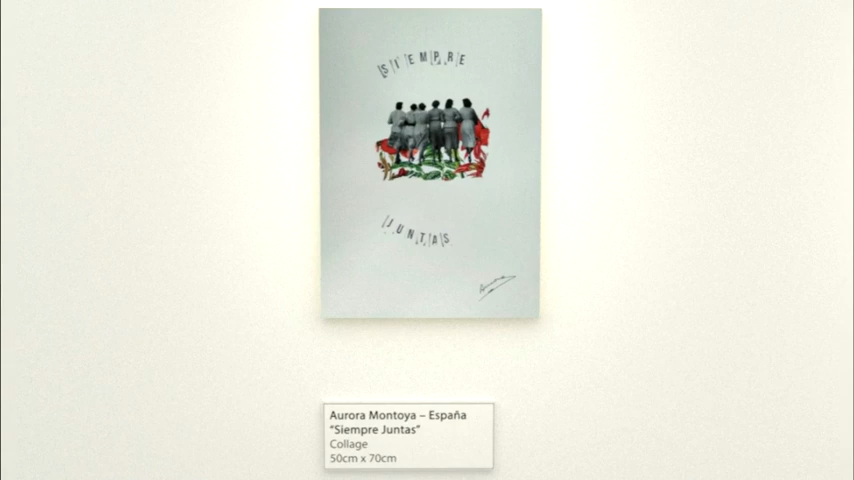 SIEMPRE
JUNTAS
Aurora Montoya – España
“Siempre Juntas”
Collage
50cm x 70cm